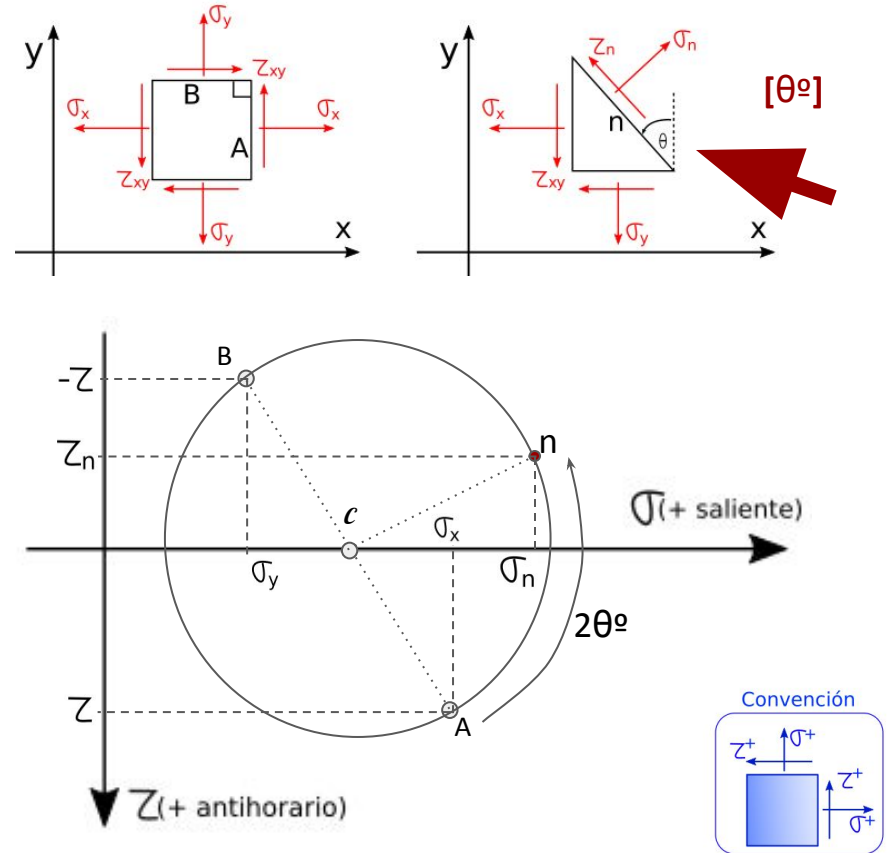 σy
y
B
τxy
σx
σx
A
τxy
σy
x
y
τn
σn
[θº]
σx
n
θ
τxy
σy
x
B
-τ
τn
n
c
σx
σ(+ saliente)
σy
σn
2θº
τ
A
τ(+ antihorario)
Convención
τ+
σ+
τ+
σ+